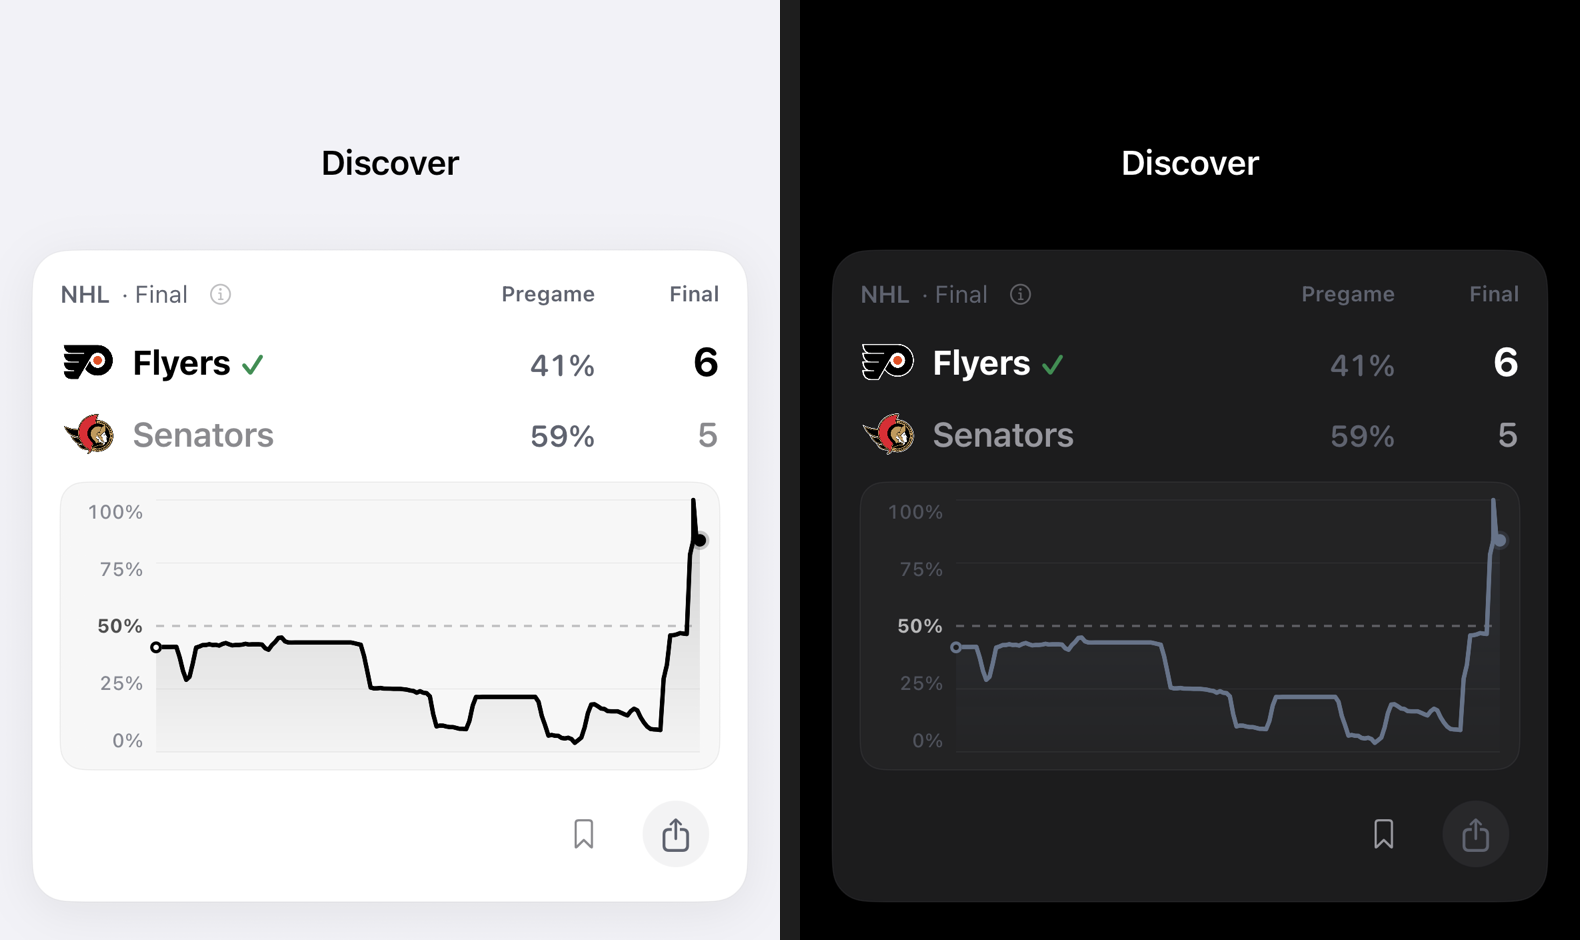 Discover
NHL · Final Pregame Final
Flyers 41% 6
Senators 59% 5
100%
75%
50%
25%
0%
Discover
NHL · Final Pregame Final
Flyers 41% 6
Senators 59% 5
100%
75%
50%
25%
0%